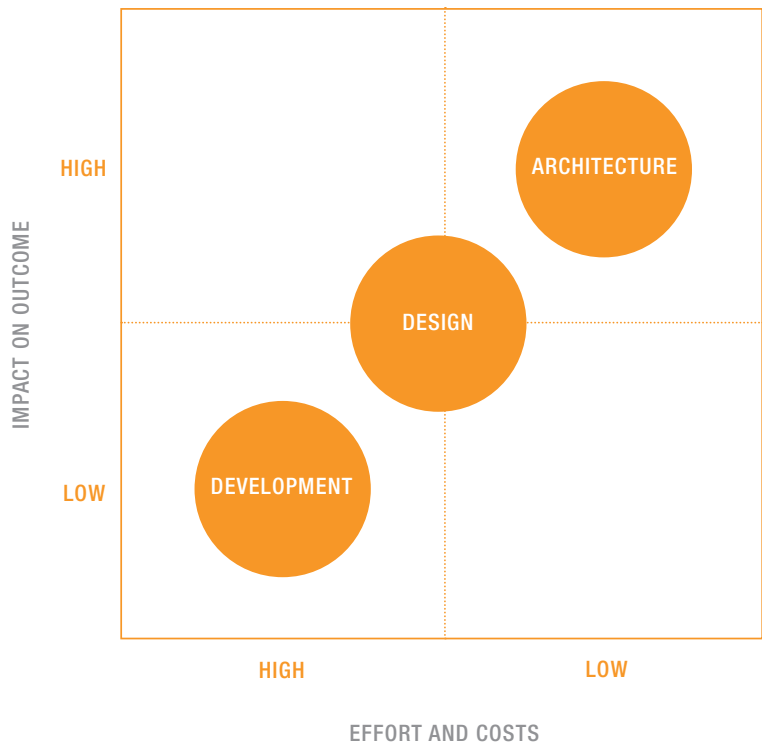 HIGH
ARCHITECTURE
IMPACT ON OUTCOME
DESIGN
DEVELOPMENT
LOW
HIGH
LOW
EFFORT AND COSTS